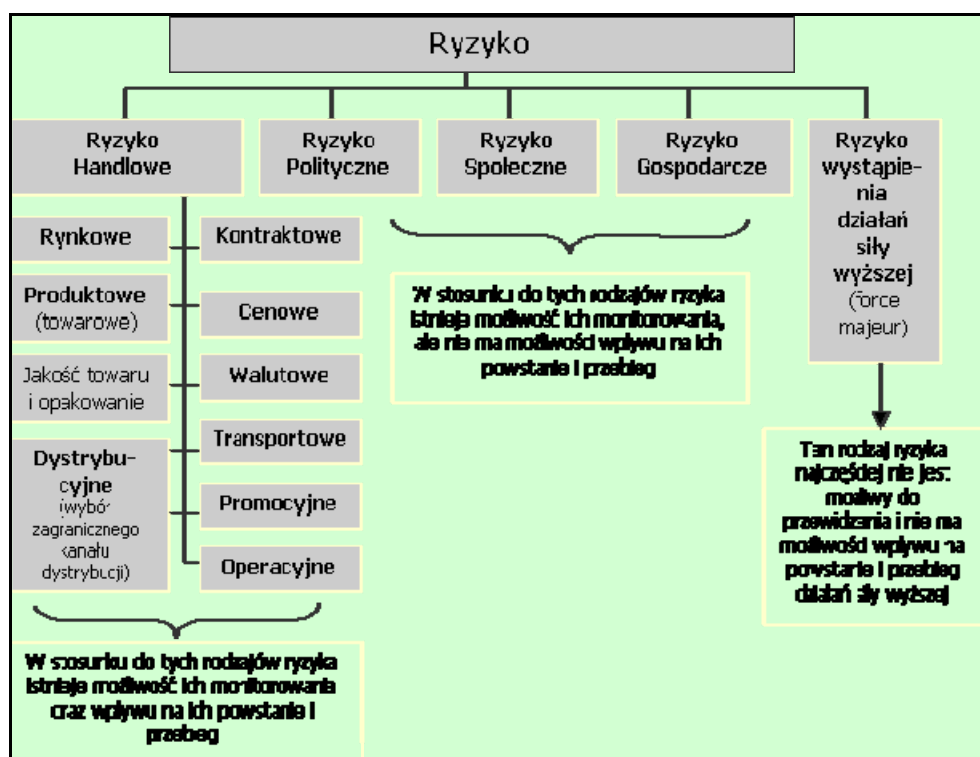 Ryzyko
Ryzyko
Handlowe
Ryzyko
Polityczne
Ryzyko
Społeczne
Ryzyko
Gospodarcze
Ryzyko
wystąpie-
nia
działań
siły
wyższej
(force
majeur)
Rynkowe
Kontraktowe
Produktowe
(towarowe)
Cenowe
Jakość towaru
i opakowanie
Walutowe
Dystrybu-
cyjne
(wybór
zagranicznego
kanału
dystrybucji)
Transportowe
Promocyjne
Operacyjne
W stosunku do tych rodzajów ryzyka
istnieje możliwość ich monitorowania,
ale nie ma możliwości wpływu na ich
powstanie i przebieg
Ten rodzaj ryzyka
najczęściej nie jest
możliwy do
przewidzania i nie ma
możliwości wpływu na
powstanie i przebieg
działań siły wyższej
W stosunku do tych rodzajów ryzyka
istnieje możliwość ich monitorowania
oraz wpływu na ich powstanie i
przebieg